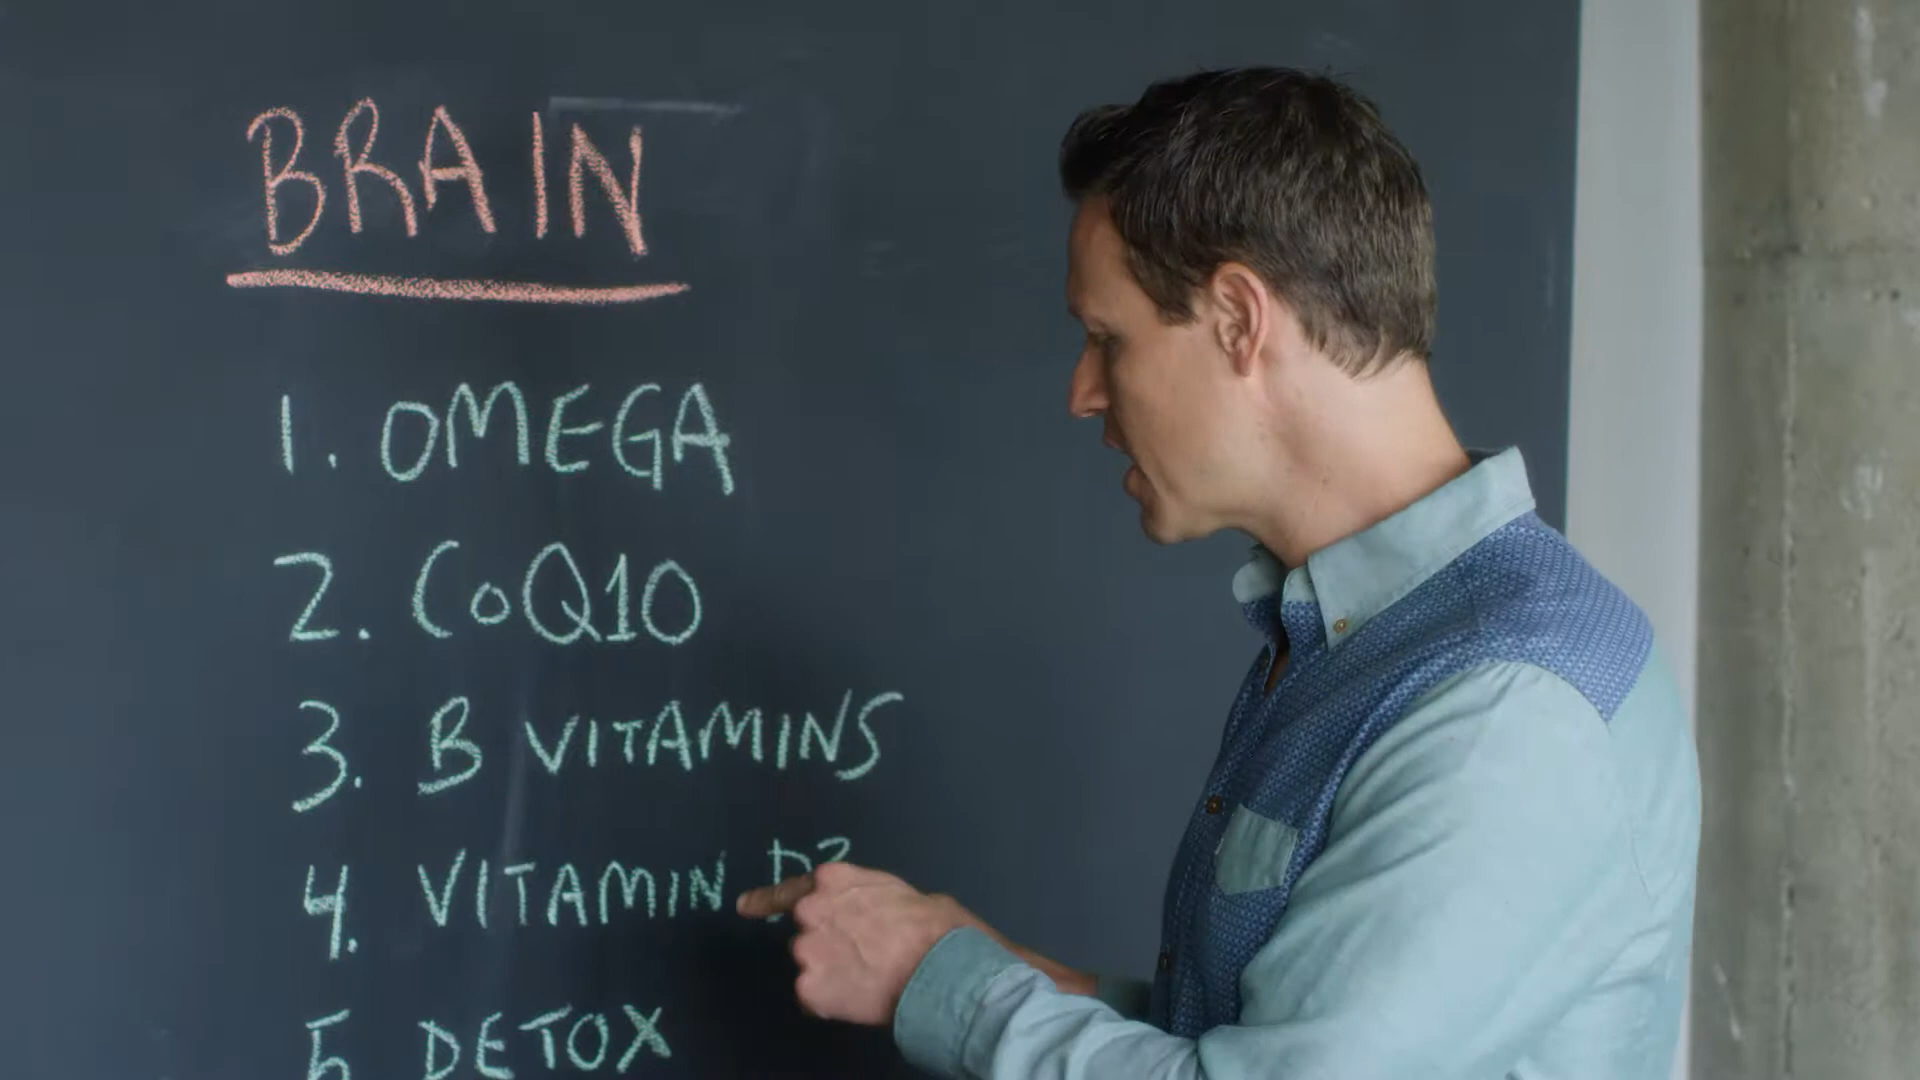 BRAIN
1. OMEGA
2. CoQ10
3. B VITAMINS
4. VITAMIN D3
5. DETOX